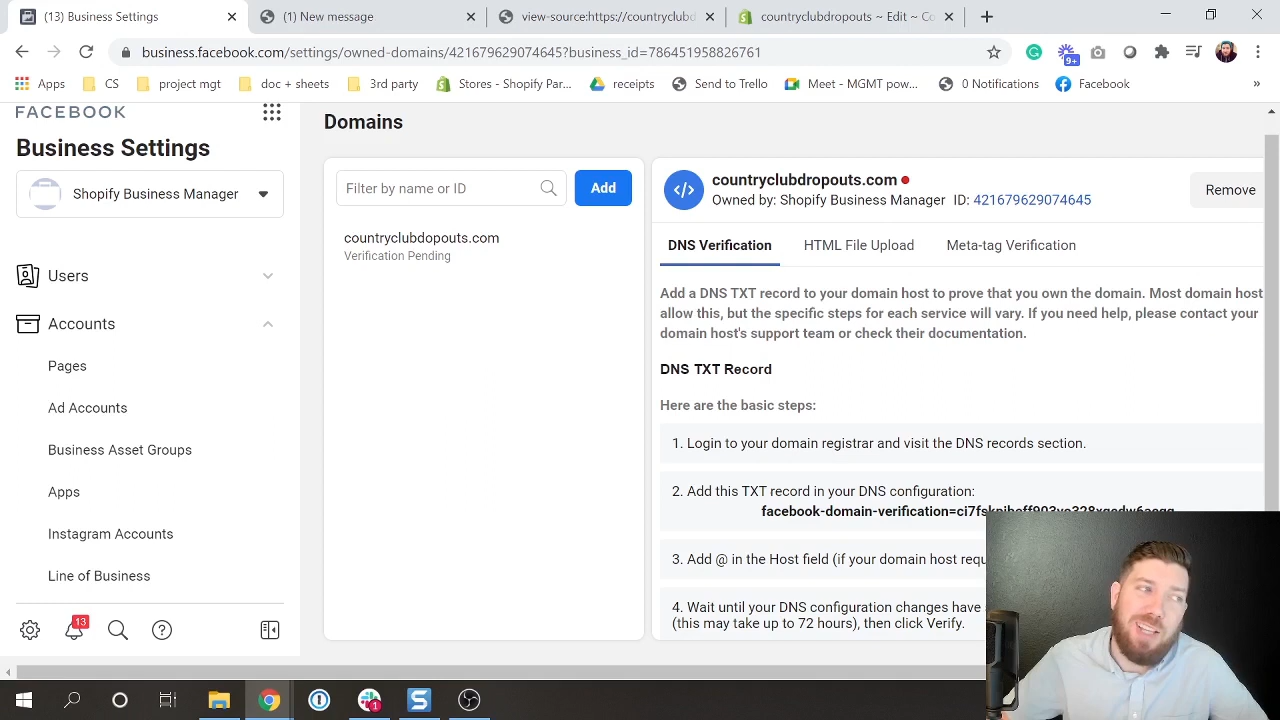 (13) Business Settings
(1) New message
view-source:https://countryclubd
countryclubdropouts ~ Edit ~ Co
business.facebook.com/settings/owned-domains/421679629074645?business_id=786451958826761
9+
Apps
CS
project mgt
doc + sheets
3rd party
Stores - Shopify Par...
receipts
Send to Trello
Meet - MGMT pow...
0 Notifications
Facebook
»
FACEBOOK
Business Settings
Shopify Business Manager
Users
Accounts
Pages
Ad Accounts
Business Asset Groups
Apps
Instagram Accounts
Line of Business
13
Domains
Filter by name or ID
Add
countryclubdopouts.com
Verification Pending
countryclubdropouts.com
Owned by: Shopify Business Manager ID: 421679629074645
Remove
DNS Verification
HTML File Upload
Meta-tag Verification
Add a DNS TXT record to your domain host to prove that you own the domain. Most domain host
allow this, but the specific steps for each service will vary. If you need help, please contact your
domain host's support team or check their documentation.
DNS TXT Record
Here are the basic steps:
1. Login to your domain registrar and visit the DNS records section.
2. Add this TXT record in your DNS configuration:
3. Add @ in the Host field (if your domain host requ
4. Wait until your DNS configuration changes have
(this may take up to 72 hours), then click Verify.
1
S